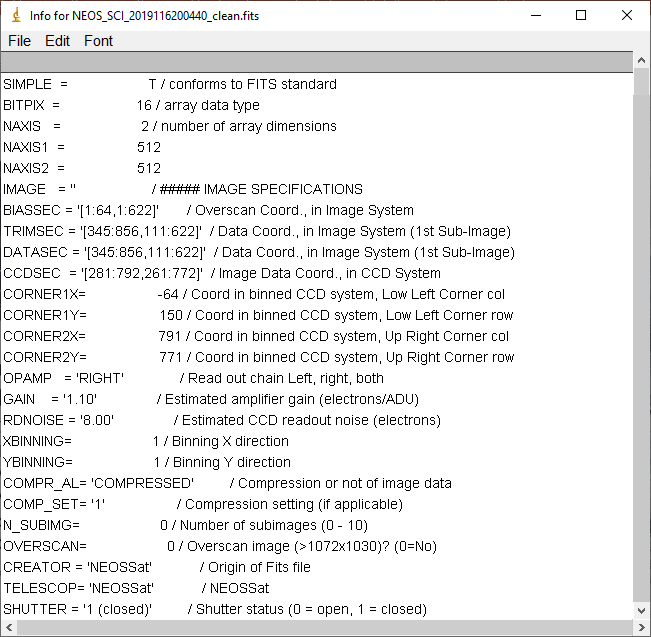 Info for NEOS_SCI_2019116200440_clean.fits
File Edit Font
SIMPLE = T / conforms to FITS standard
BITPIX = 16 / array data type
NAXIS = 2 / number of array dimensions
NAXIS1 = 512
NAXIS2 = 512
IMAGE = '' / ##### IMAGE SPECIFICATIONS
BIASSEC = '[1:64,1:622]' / Overscan Coord., in Image System
TRIMSEC = '[345:856,111:622]' / Data Coord., in Image System (1st Sub-Image)
DATASEC = '[345:856,111:622]' / Data Coord., in Image System (1st Sub-Image)
CCDSEC = '[281:792,261:772]' / Image Data Coord., in CCD System
CORNER1X= -64 / Coord in binned CCD system, Low Left Corner col
CORNER1Y= 150 / Coord in binned CCD system, Low Left Corner row
CORNER2X= 791 / Coord in binned CCD system, Up Right Corner col
CORNER2Y= 771 / Coord in binned CCD system, Up Right Corner row
OPAMP = 'RIGHT' / Read out chain Left, right, both
GAIN = '1.10' / Estimated amplifier gain (electrons/ADU)
RDNOISE = '8.00' / Estimated CCD readout noise (electrons)
XBINNING= 1 / Binning X direction
YBINNING= 1 / Binning Y direction
COMPR_AL= 'COMPRESSED' / Compression or not of image data
COMP_SET= '1' / Compression setting (if applicable)
N_SUBIMG= 0 / Number of subimages (0 - 10)
OVERSCAN= 0 / Overscan image (>1072x1030)? (0=No)
CREATOR = 'NEOSSat' / Origin of Fits file
TELESCOP= 'NEOSSat' / NEOSSat
SHUTTER = '1 (closed)' / Shutter status (0 = open, 1 = closed)